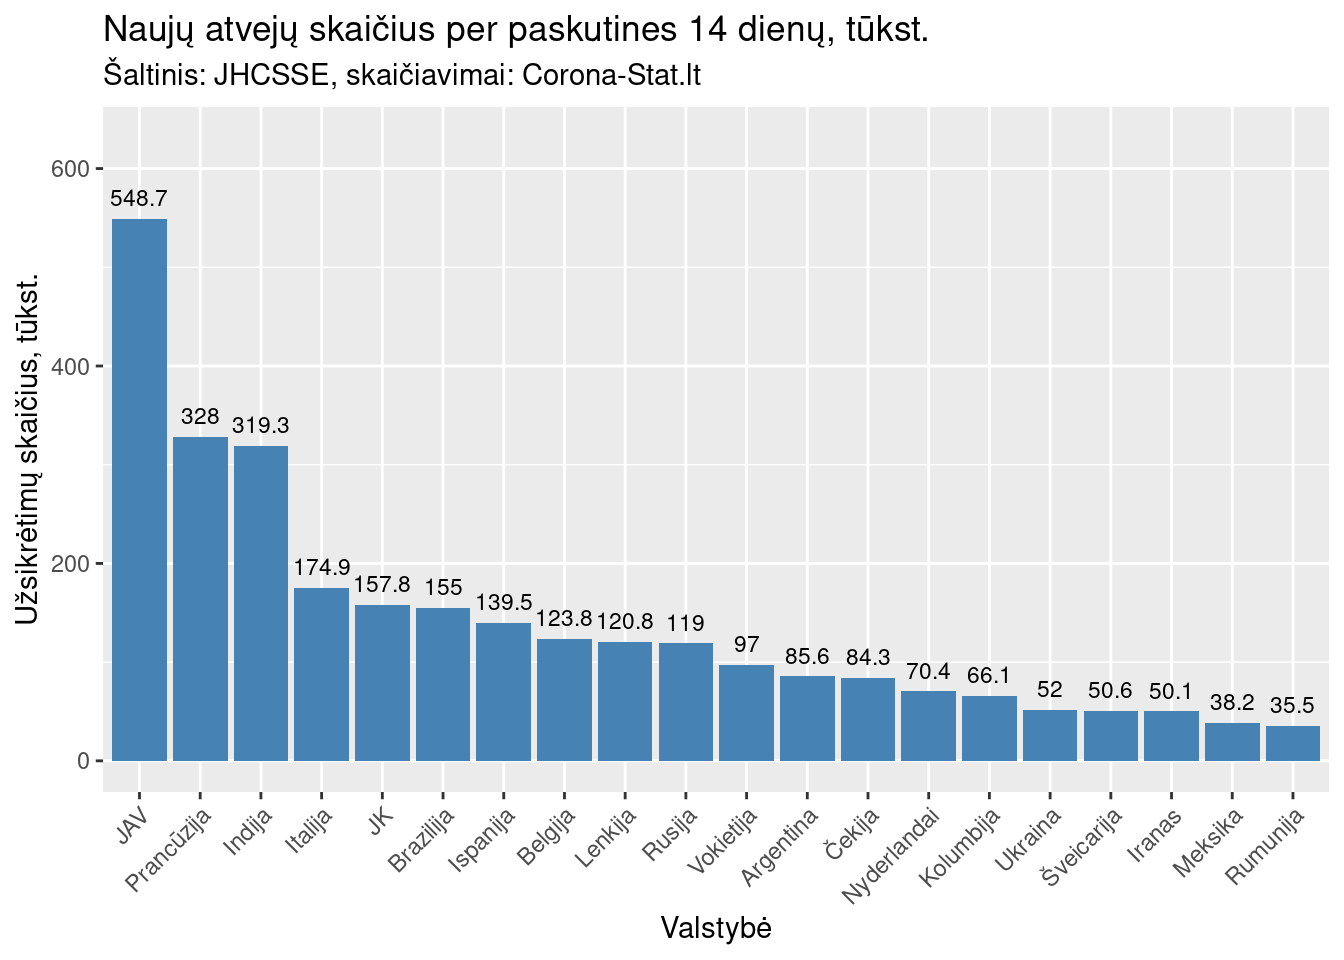 Naujų atvejų skaičius per paskutines 14 dienų, tūkst.
Šaltinis: JHCSSE, skaičiavimai: Corona-Stat.lt
Užsikrėtimų skaičius, tūkst.
600
400
200
0
548.7
328
319.3
174.9
157.8
155
139.5
123.8
120.8
119
97
85.6
84.3
70.4
66.1
52
50.6
50.1
38.2
35.5
JAV
Prancūzija
Indija
Italija
JK
Brazilija
Ispanija
Belgija
Lenkija
Rusija
Vokietija
Argentina
Čekija
Nyderlandai
Kolumbija
Ukraina
Šveicarija
Iranas
Meksika
Rumunija
Valstybė